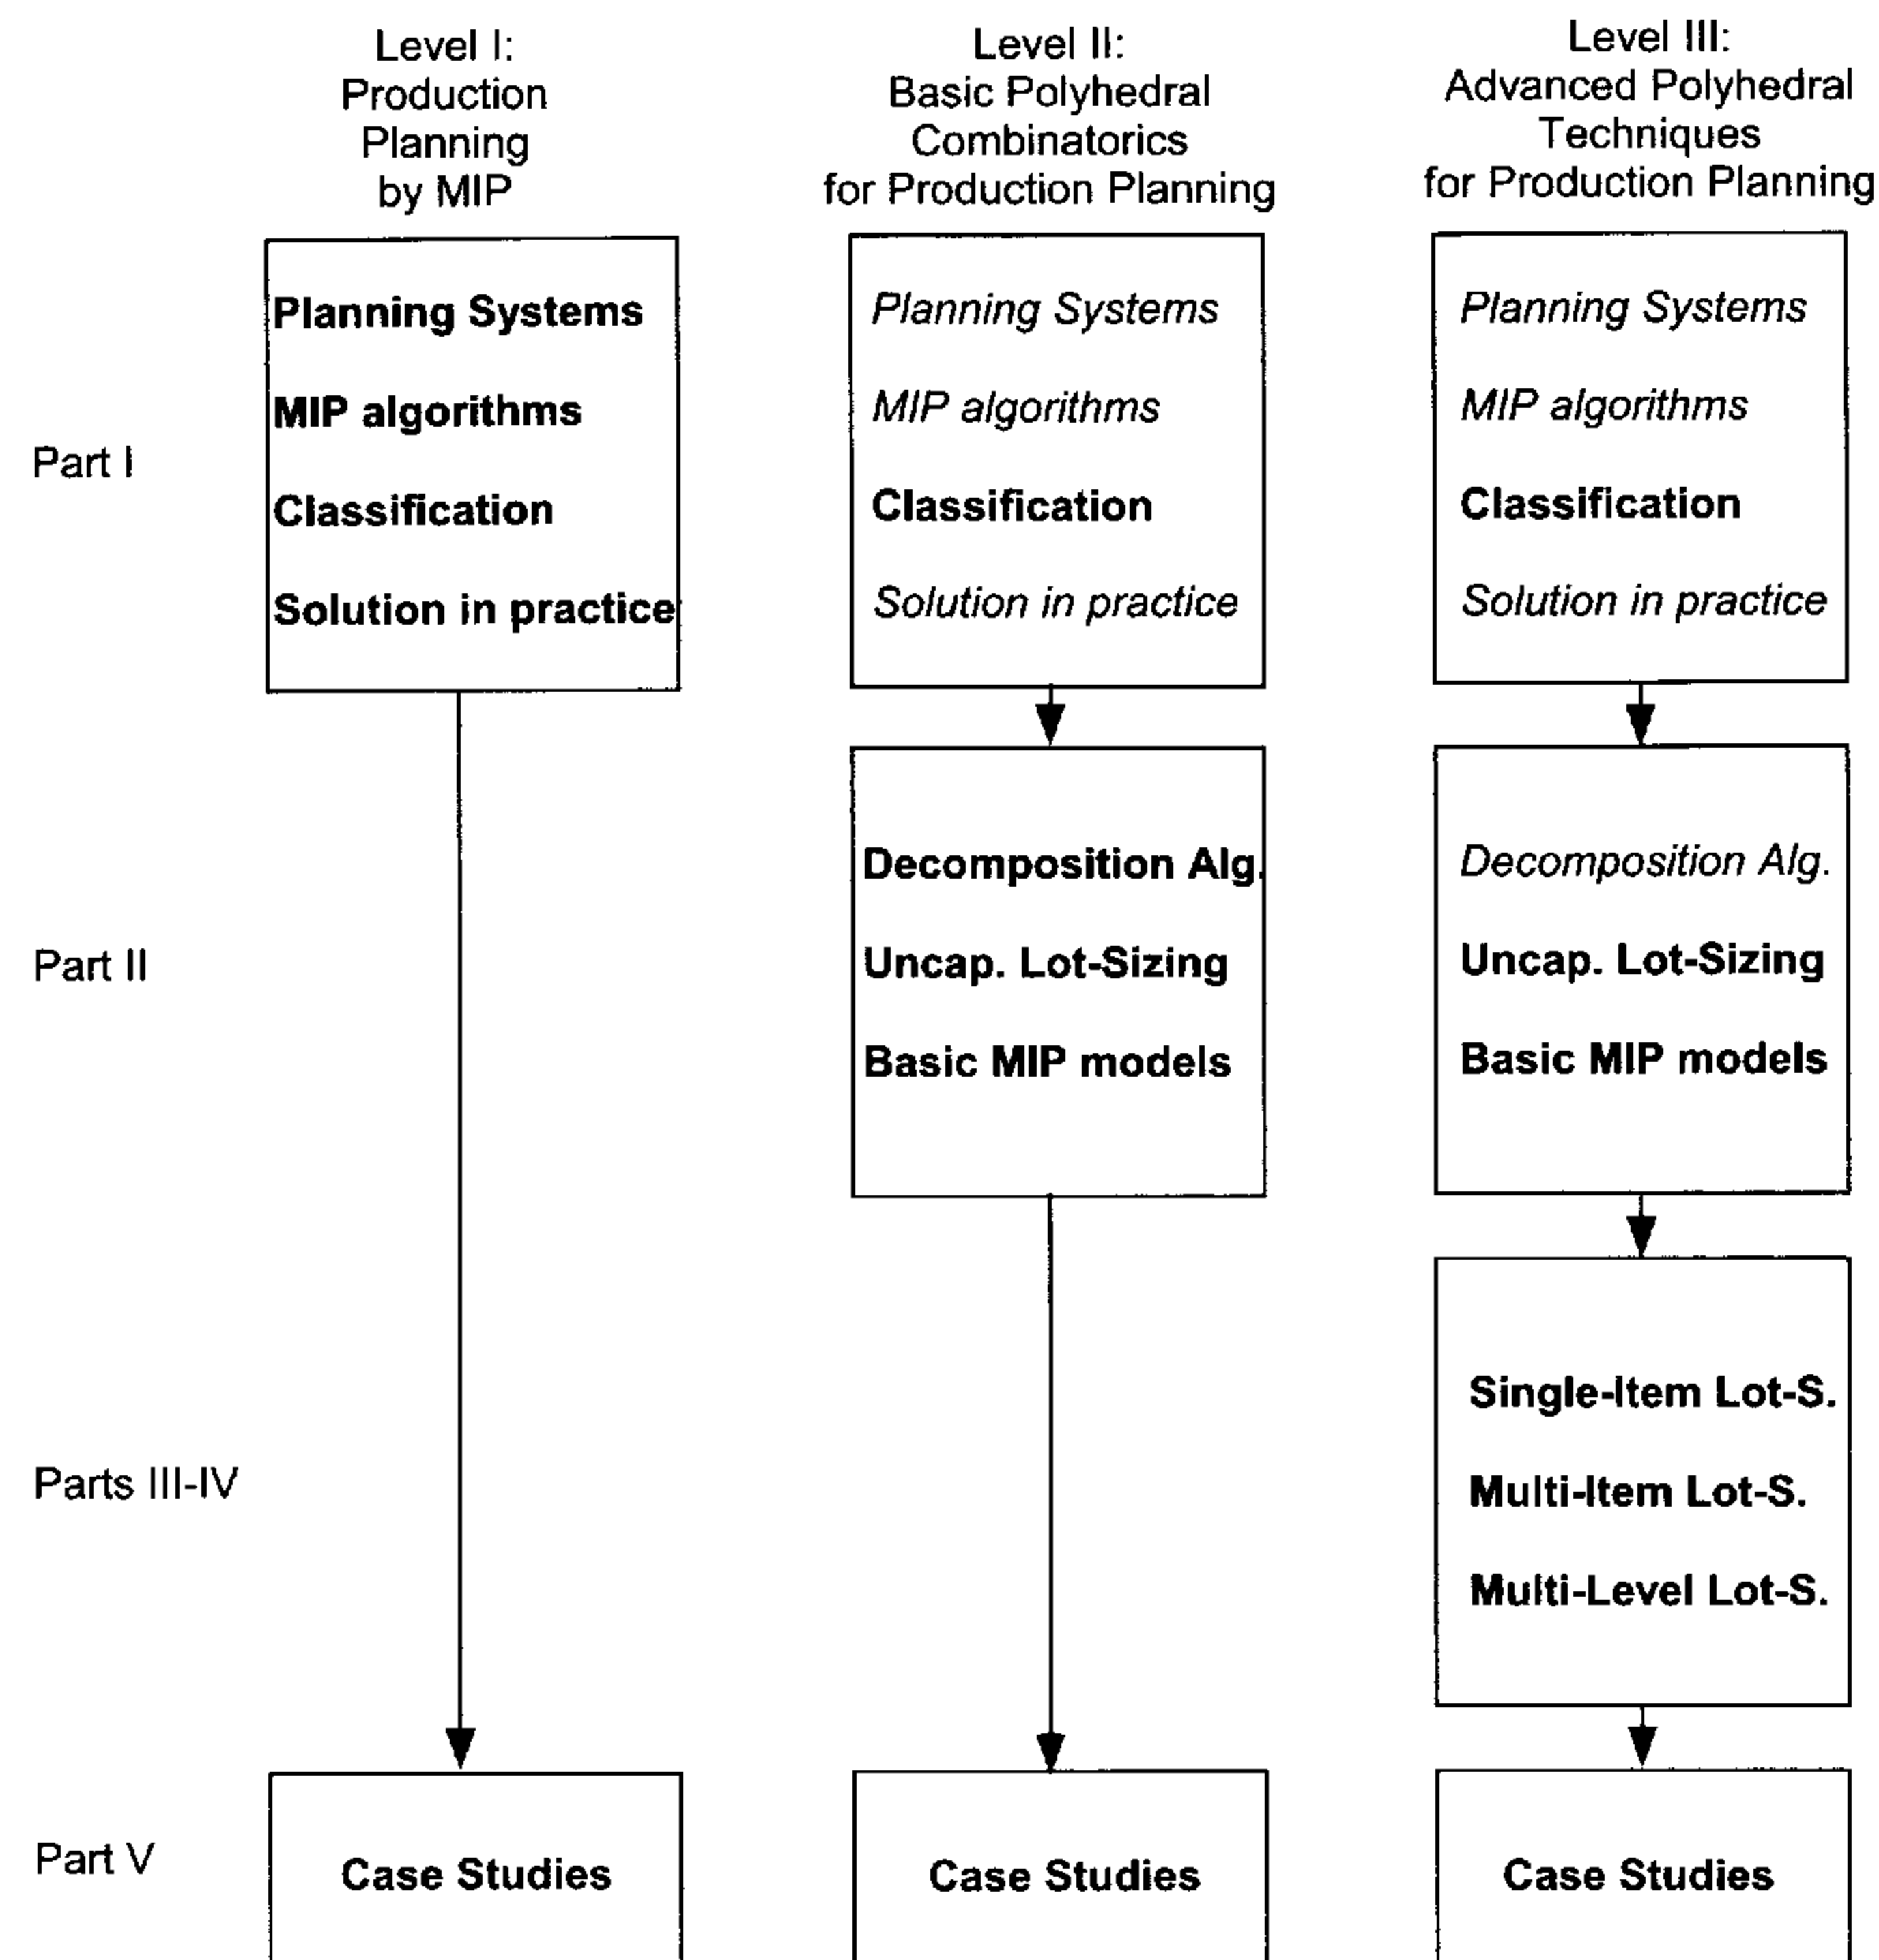 Level I:
Production
Planning
by MIP
Level II:
Basic Polyhedral
Combinatorics
for Production Planning
Level III:
Advanced Polyhedral
Techniques
for Production Planning
Part I
Planning Systems
MIP algorithms
Classification
Solution in practice
Planning Systems
MIP algorithms
Classification
Solution in practice
Planning Systems
MIP algorithms
Classification
Solution in practice
Part II
Decomposition Alg.
Uncap. Lot-Sizing
Basic MIP models
Decomposition Alg.
Uncap. Lot-Sizing
Basic MIP models
Parts III-IV
Single-Item Lot-S.
Multi-Item Lot-S.
Multi-Level Lot-S.
Part V
Case Studies
Case Studies
Case Studies